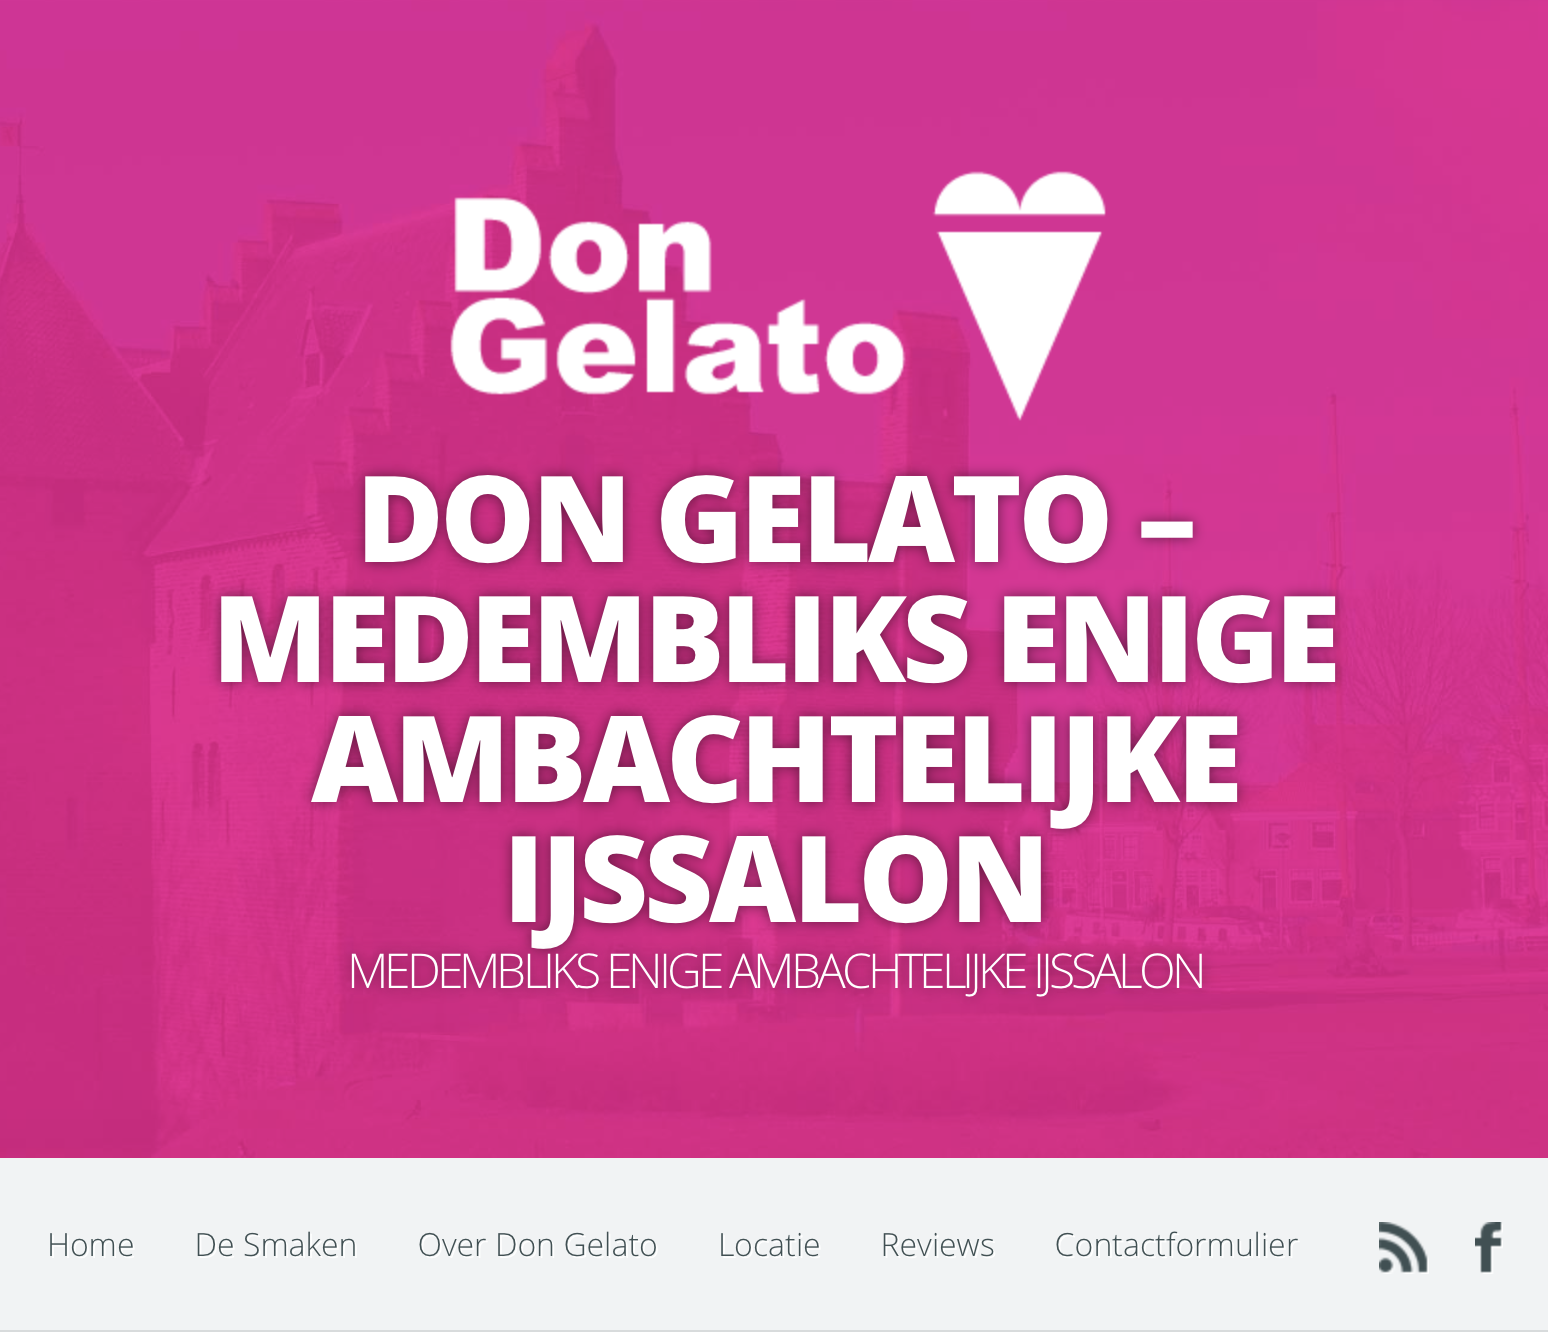 Don
Gelato
DON GELATO –
MEDEMBLIKS ENIGE
AMBACHTELIJKE
IJSSALON
MEDEMBLIKS ENIGE AMBACHTELIJKE IJSSALON
Home De Smaken Over Don Gelato Locatie Reviews Contactformulier